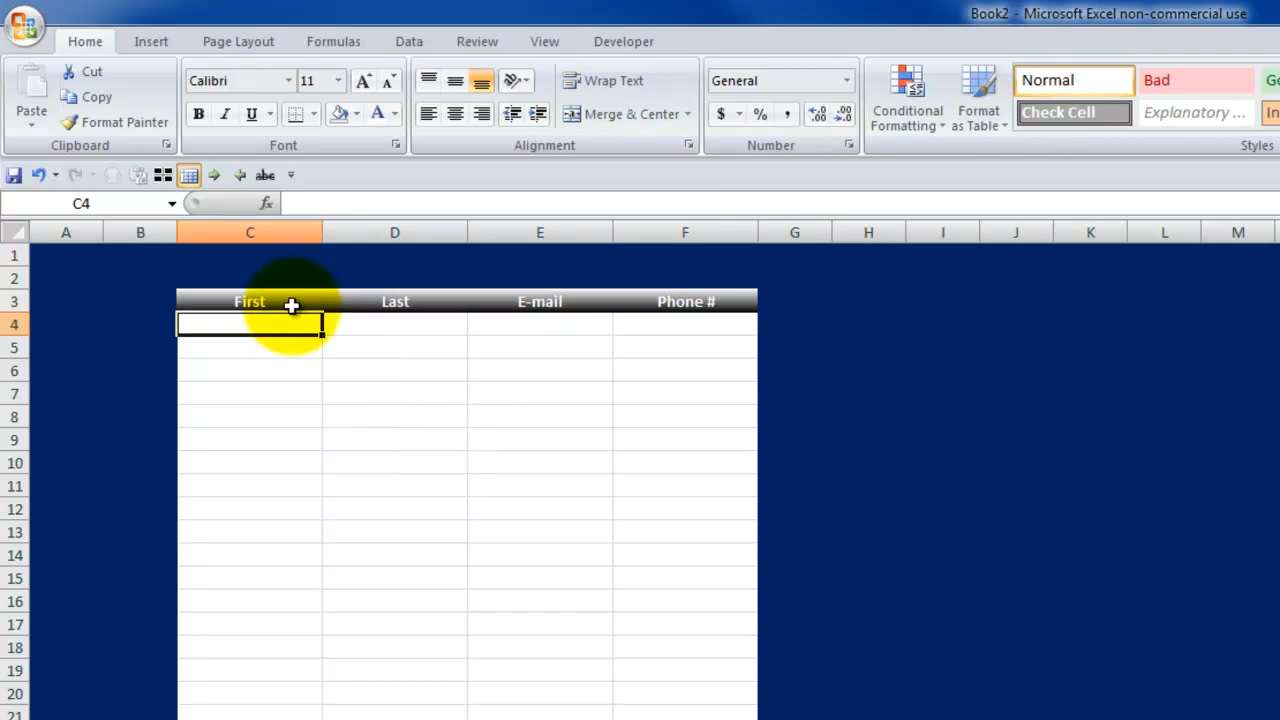 Book2 - Microsoft Excel non-commercial use
Home Insert Page Layout Formulas Data Review View Developer
Cut
Copy
Format Painter
Paste
Clipboard
Calibri 11
B I U
A A
A
Font
Wrap Text
Merge & Center
Alignment
General
$ % ,
Number
Conditional
Formatting
Format
as Table
Normal Bad Go
Check Cell Explanatory ... In
Styles
abc
C4 fx
A B C D E F G H I J K L M
1
2
3 First Last E-mail Phone #
4
5
6
7
8
9
10
11
12
13
14
15
16
17
18
19
20
21